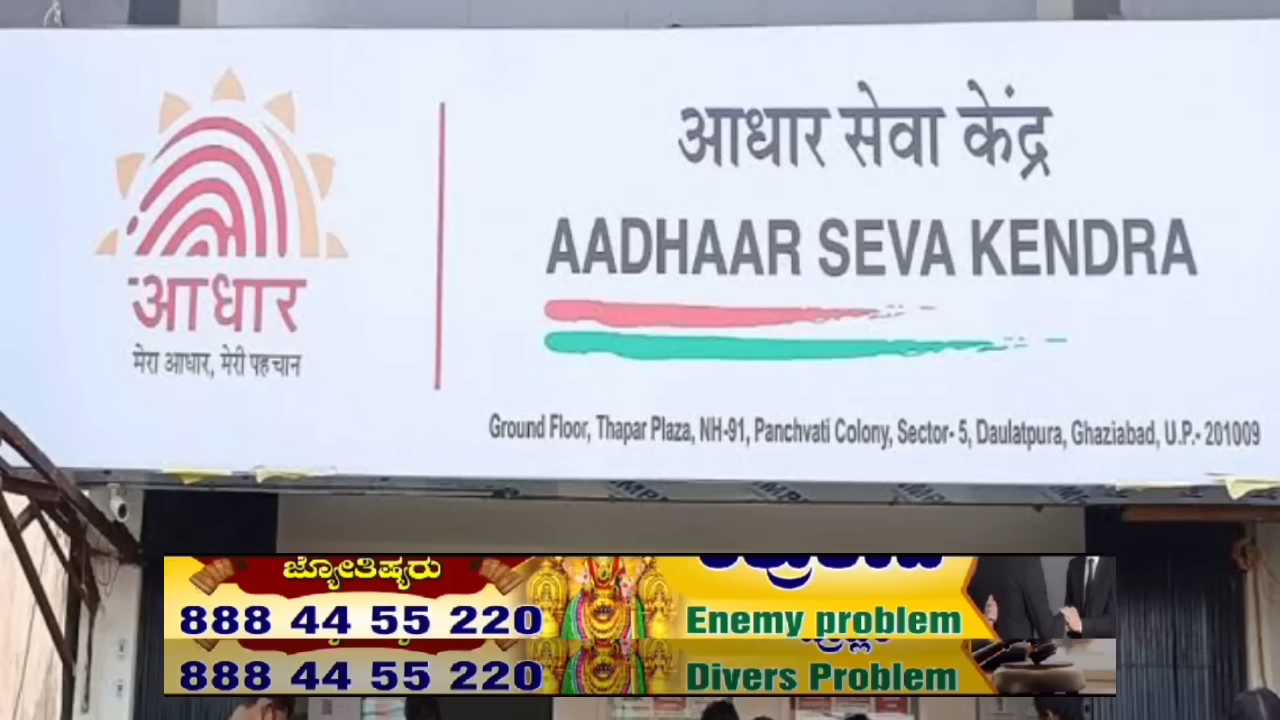 आधार
मेरा आधार, मेरी पहचान
आधार सेवा केंद्र
AADHAAR SEVA KENDRA
Ground Floor, Thapar Plaza, NH-91, Panchvati Colony, Sector- 5, Daulatpura, Ghaziabad, U.P.- 201009
ಜ್ಯೋತಿಷ್ಯರು
888 44 55 220
Enemy problem
888 44 55 220
Divers Problem